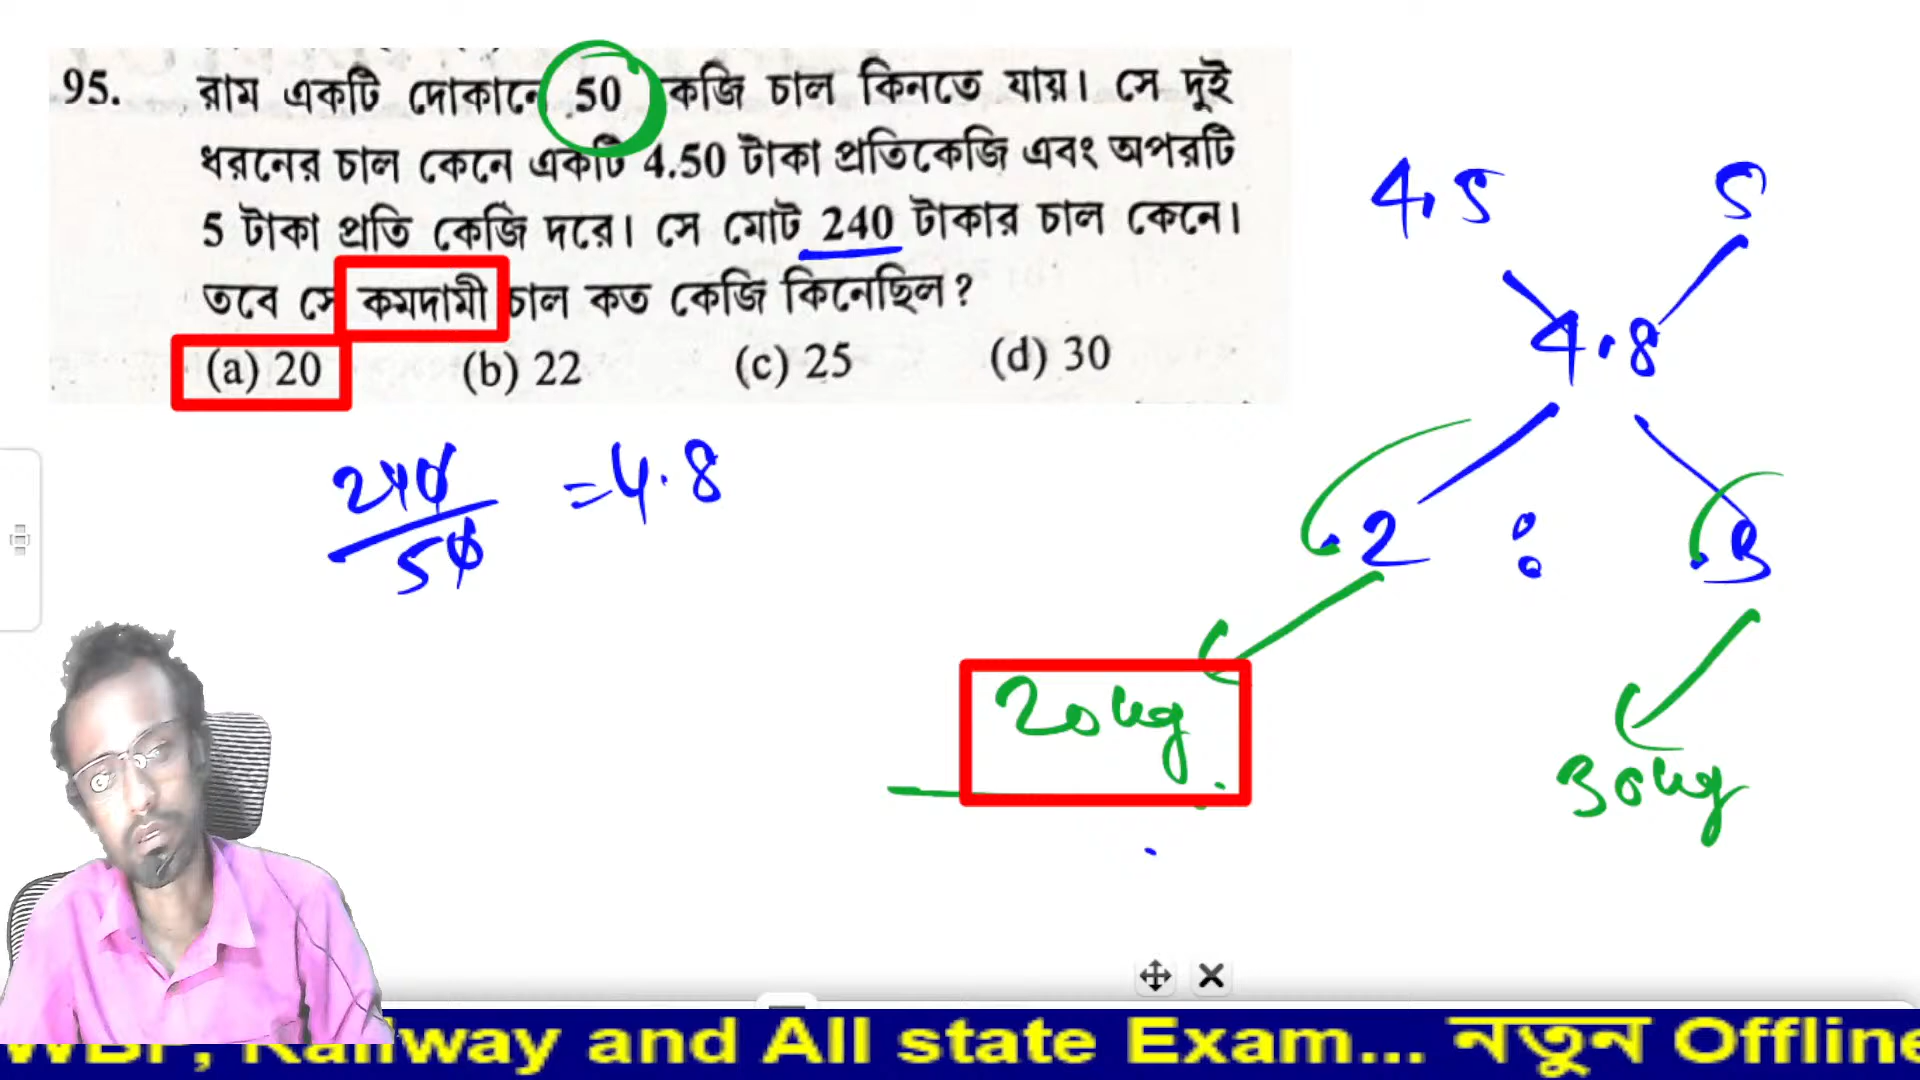 95. রাম একটি দোকানে 50 কেজি চাল কিনতে যায়। সে দুই
ধরনের চাল কেনে একটি 4.50 টাকা প্রতিকেজি এবং অপরটি
5 টাকা প্রতি কেজি দরে। সে মোট 240 টাকার চাল কেনে।
তবে সে কমদামী চাল কত কেজি কিনেছিল?
(a) 20 (b) 22 (c) 25 (d) 30
240/50 = 4.8
4.5 5
4.8
.2 : .3
20kg
30kg
WBP, Railway and All state Exam... নতুন Offline